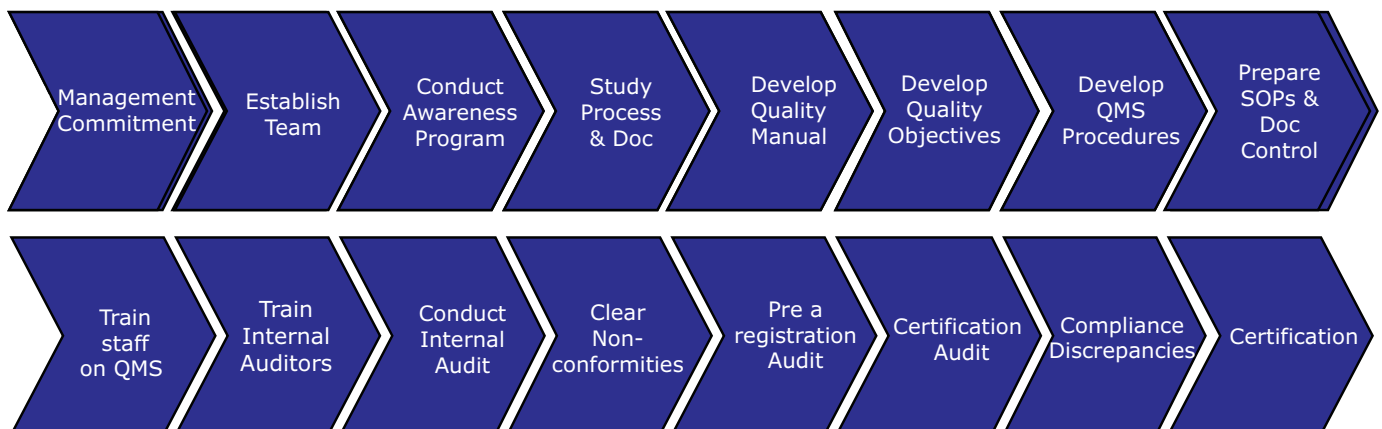 Management
Commitment
Establish
Team
Conduct
Awareness
Program
Study
Process
& Doc
Develop
Quality
Manual
Develop
Quality
Objectives
Develop
QMS
Procedures
Prepare
SOPs &
Doc
Control
Train
staff
on QMS
Train
Internal
Auditors
Conduct
Internal
Audit
Clear
Non-
conformities
Pre a
registration
Audit
Certification
Audit
Compliance
Discrepancies
Certification